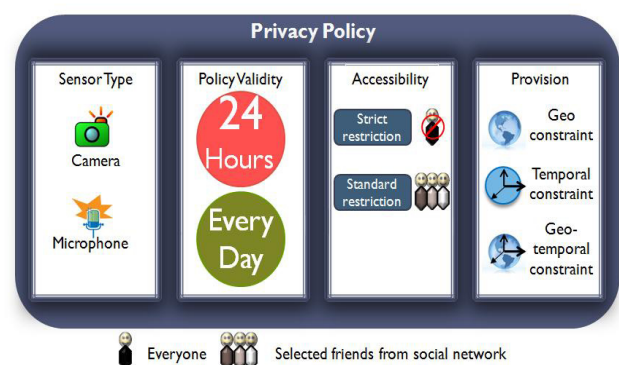 Privacy Policy
Sensor Type
Camera
Microphone
Policy Validity
24
Hours
Every
Day
Accessibility
Strict
restriction
Standard
restriction
Provision
Geo
constraint
Temporal
constraint
Geo-
temporal
constraint
Everyone
Selected friends from social network